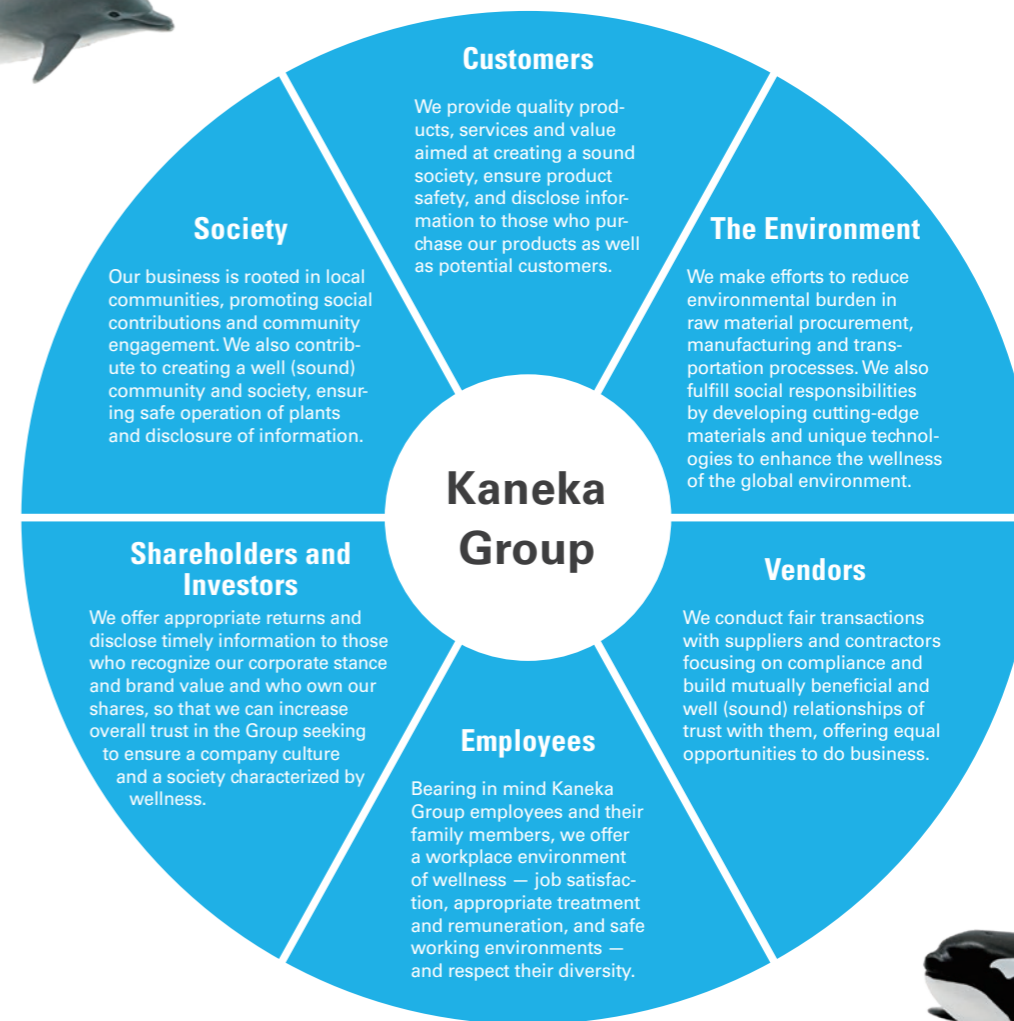 Customers
We provide quality prod-
ucts, services and value
aimed at creating a sound
society, ensure product
safety, and disclose infor-
mation to those who pur-
chase our products as well
as potential customers.
The Environment
We make efforts to reduce
environmental burden in
raw material procurement,
manufacturing and trans-
portation processes. We also
fulfill social responsibilities
by developing cutting-edge
materials and unique technol-
ogies to enhance the wellness
of the global environment.
Vendors
We conduct fair transactions
with suppliers and contractors
focusing on compliance and
build mutually beneficial and
well (sound) relationships of
trust with them, offering equal
opportunities to do business.
Employees
Bearing in mind Kaneka
Group employees and their
family members, we offer
a workplace environment
of wellness — job satisfac-
tion, appropriate treatment
and remuneration, and safe
working environments —
and respect their diversity.
Shareholders and
Investors
We offer appropriate returns and
disclose timely information to those
who recognize our corporate stance
and brand value and who own our
shares, so that we can increase
overall trust in the Group seeking
to ensure a company culture
and a society characterized by
wellness.
Society
Our business is rooted in local
communities, promoting social
contributions and community
engagement. We also contrib-
ute to creating a well (sound)
community and society, ensur-
ing safe operation of plants
and disclosure of information.
Kaneka
Group